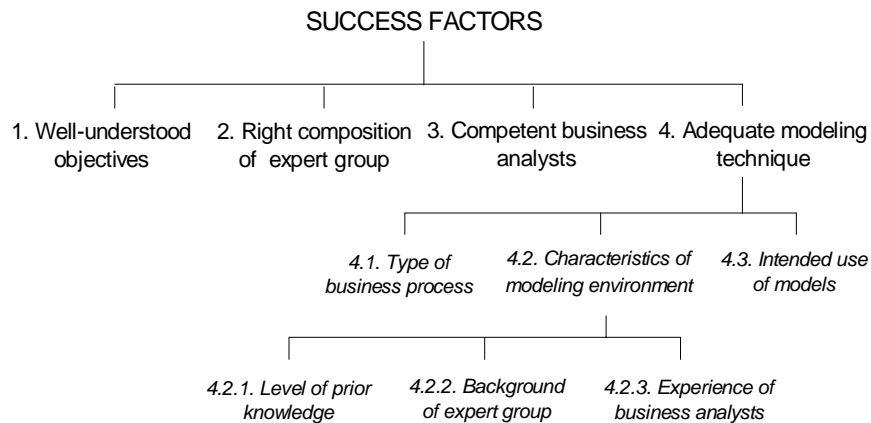 SUCCESS FACTORS
1. Well-understood
objectives
2. Right composition
of expert group
3. Competent business
analysts
4. Adequate modeling
technique
4.1. Type of
business process
4.2. Characteristics of
modeling environment
4.3. Intended use
of models
4.2.1. Level of prior
knowledge
4.2.2. Background
of expert group
4.2.3. Experience of
business analysts